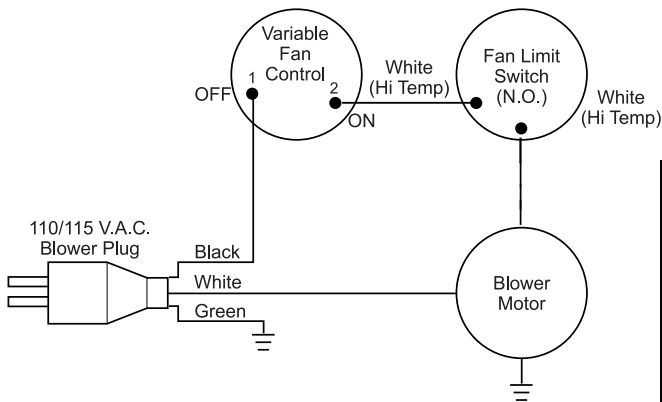 Variable
Fan
Control
1
2
OFF
ON
White
(Hi Temp)
Fan Limit
Switch
(N.O.)
White
(Hi Temp)
110/115 V.A.C.
Blower Plug
Black
White
Green
Blower
Motor